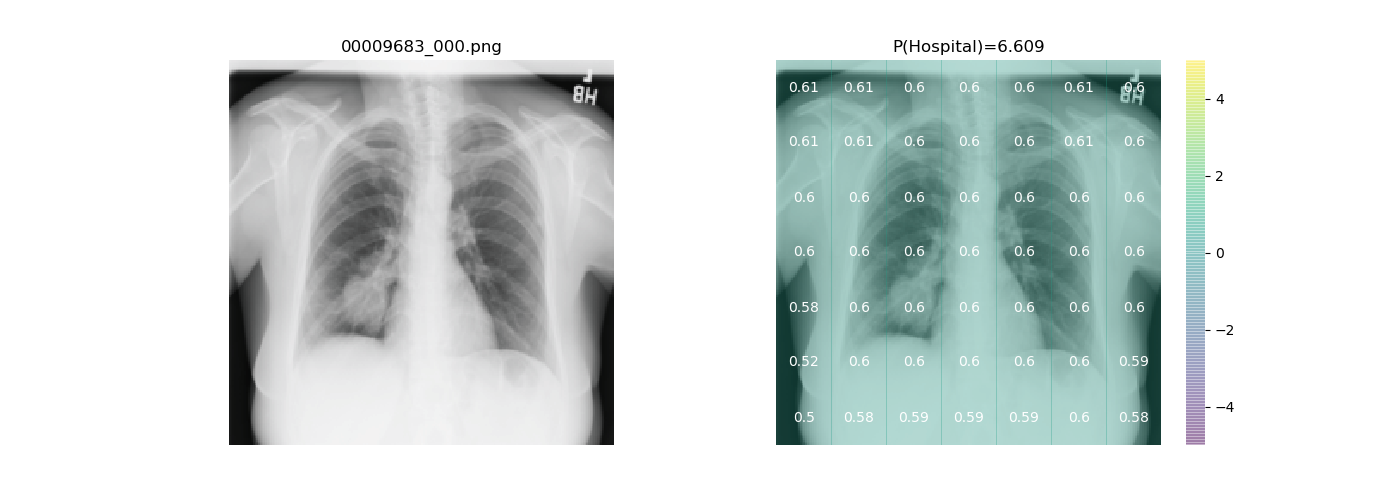 00009683_000.png
8H
P(Hospital)=6.609
0.61 0.61 0.6 0.6 0.6 0.61 0.6
8H
0.61 0.61 0.6 0.6 0.6 0.61 0.6
0.6 0.6 0.6 0.6 0.6 0.6 0.6
0.6 0.6 0.6 0.6 0.6 0.6 0.6
0.58 0.6 0.6 0.6 0.6 0.6 0.6
0.52 0.6 0.6 0.6 0.6 0.6 0.59
0.5 0.58 0.59 0.59 0.59 0.6 0.58
4
2
0
−2
−4